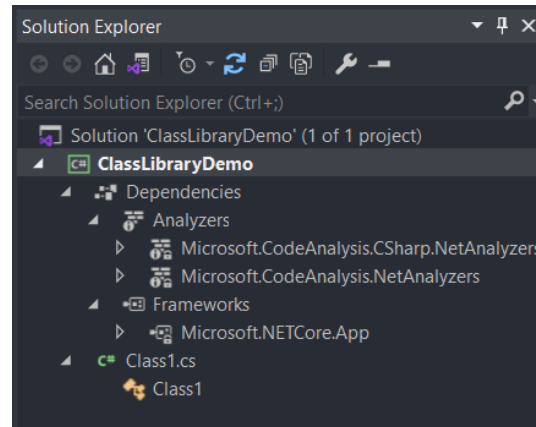 Solution Explorer
Search Solution Explorer (Ctrl+;)
Solution 'ClassLibraryDemo' (1 of 1 project)
C# ClassLibraryDemo
Dependencies
Analyzers
Microsoft.CodeAnalysis.CSharp.NetAnalyzers
Microsoft.CodeAnalysis.NetAnalyzers
Frameworks
Microsoft.NETCore.App
C# Class1.cs
Class1